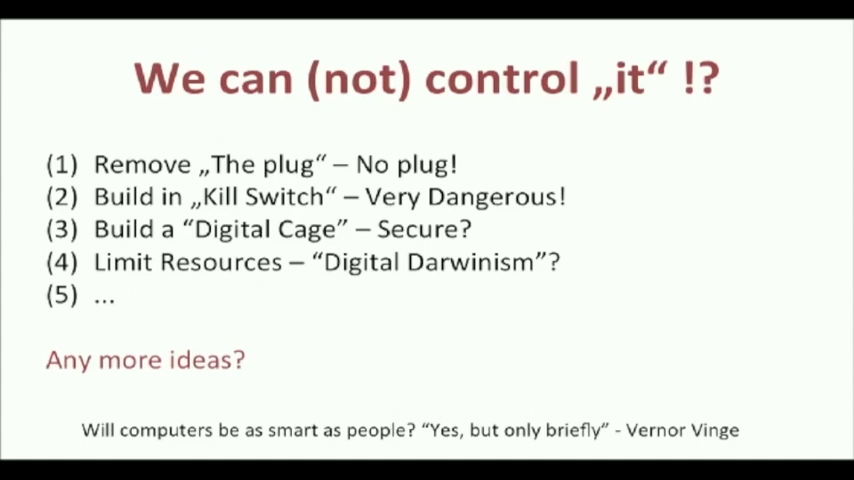 We can (not) control „it“ !?
(1) Remove „The plug“ – No plug!
(2) Build in „Kill Switch“ – Very Dangerous!
(3) Build a “Digital Cage” – Secure?
(4) Limit Resources – “Digital Darwinism”?
(5) ...
Any more ideas?
Will computers be as smart as people? “Yes, but only briefly” - Vernor Vinge